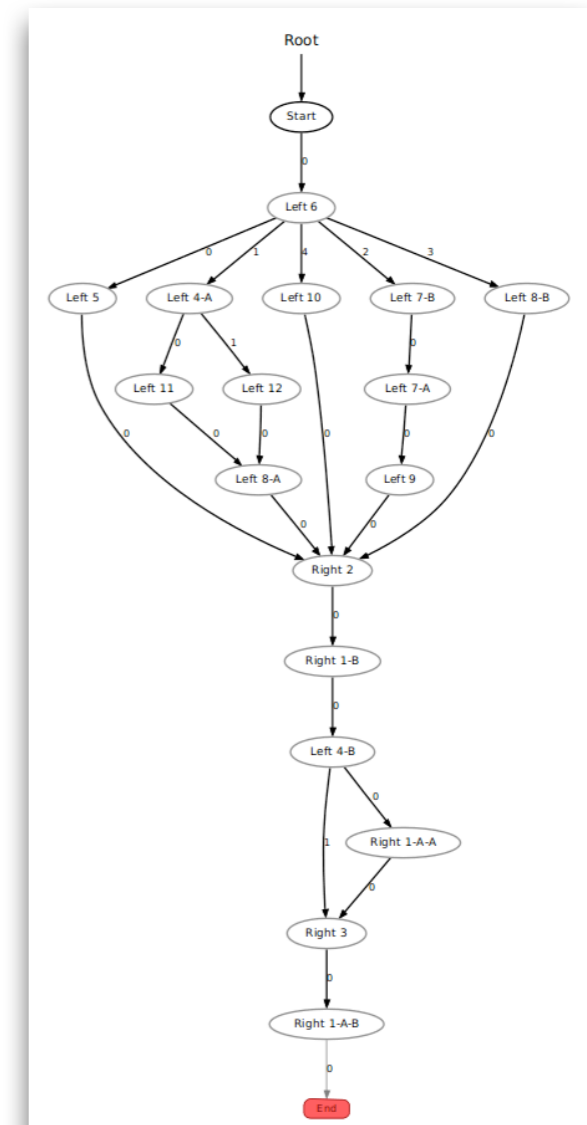 Root
Start
0
Left 6
0 1 4 2 3
Left 5 Left 4-A Left 10 Left 7-B Left 8-B
0 1 0
Left 11 Left 12 Left 7-A
0 0 0 0 0 0
Left 8-A Left 9
0 0
Right 2
0
Right 1-B
0
Left 4-B
0
1 Right 1-A-A
0
Right 3
0
Right 1-A-B
0
End